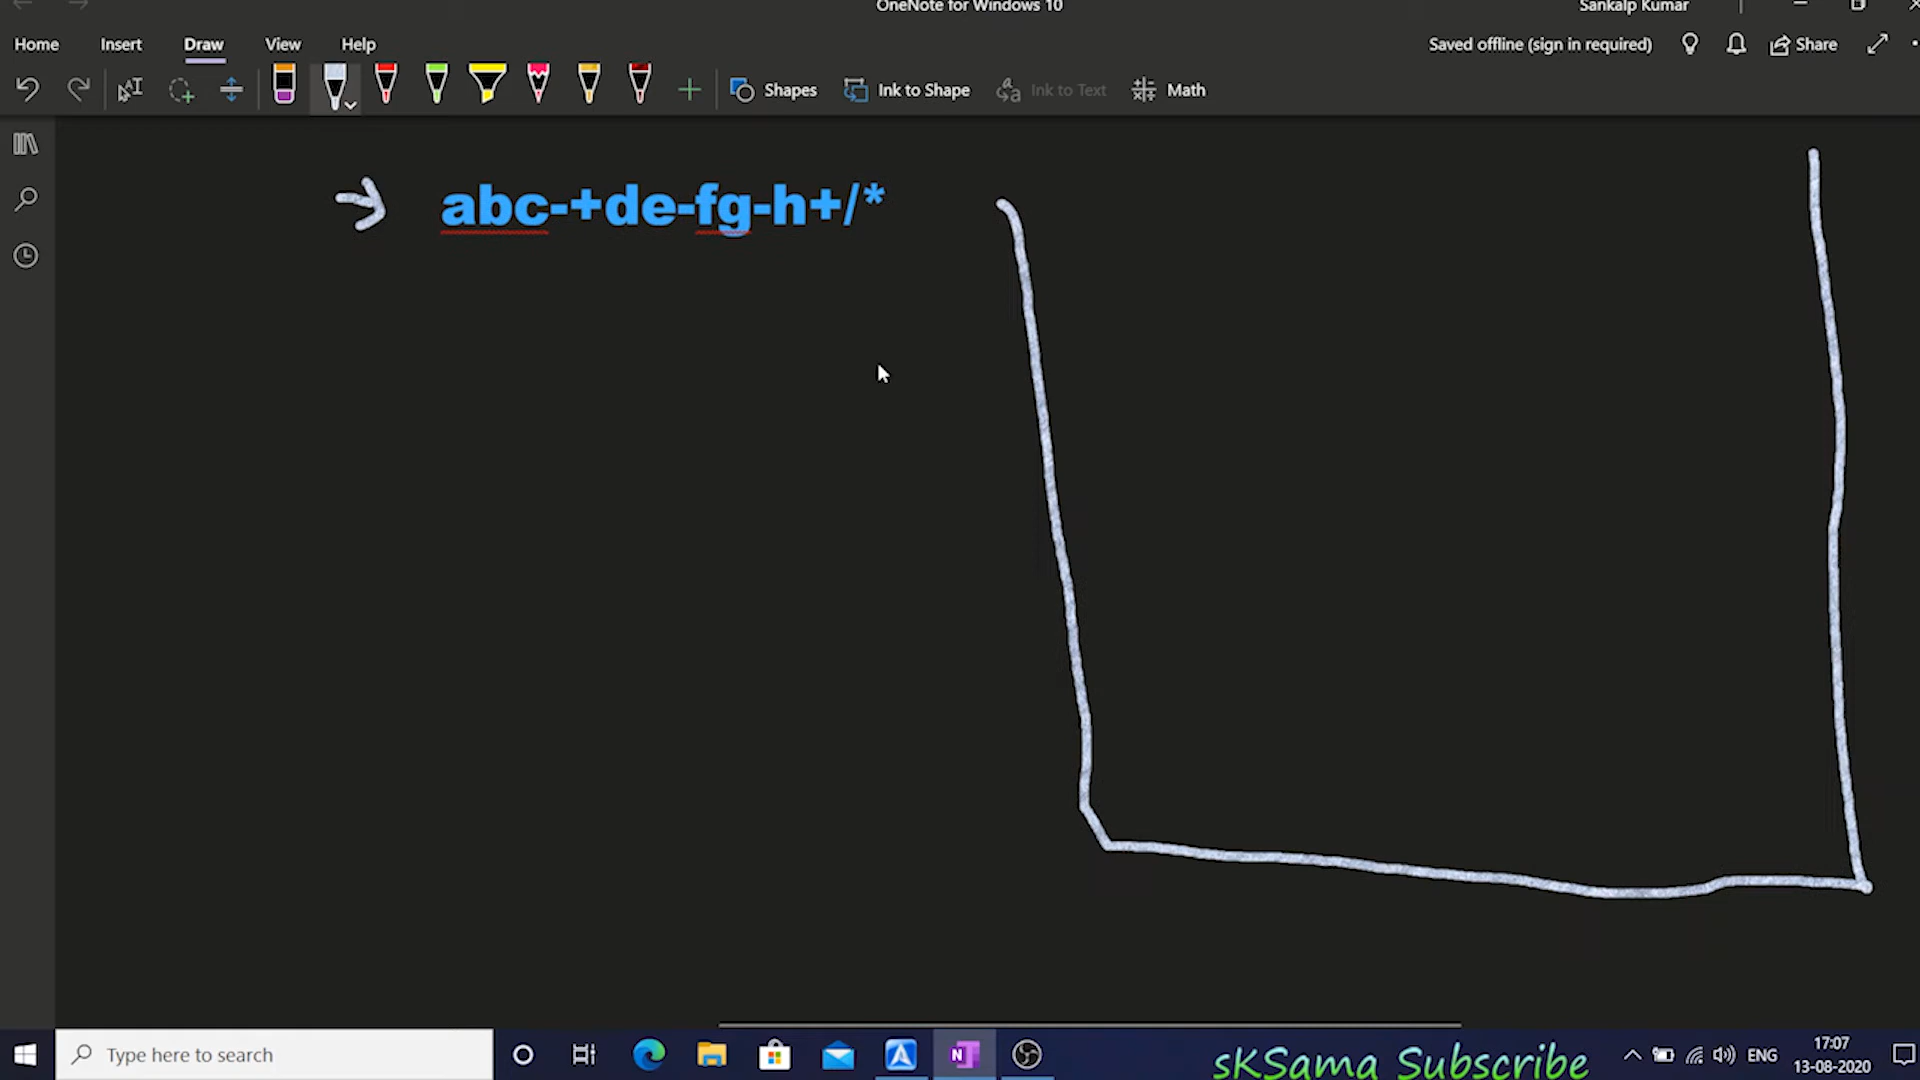 OneNote for Windows 10
Sankalp Kumar
Home Insert Draw View Help
Saved offline (sign in required) Share
Shapes Ink to Shape Ink to Text Math
abc-+de-fg-h+/*
Type here to search
sKSama Subscribe
ENG
17:07
13-08-2020